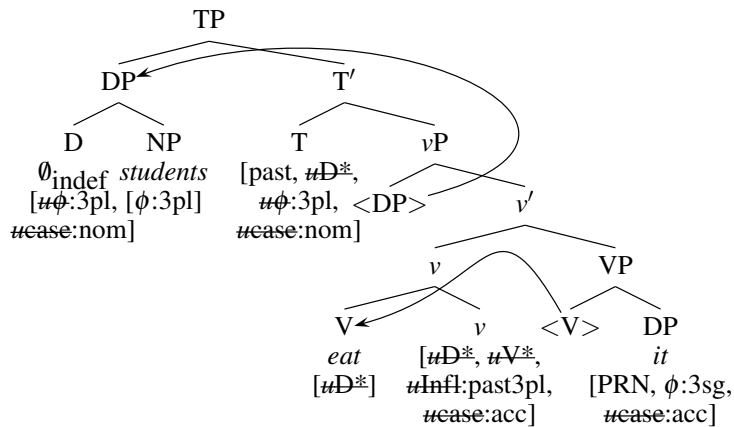 TP
DP T′
D NP T vP
∅indef students [past, uD*, <DP> v′
[uϕ:3pl, [ϕ:3pl] uϕ:3pl,
ucase:nom] ucase:nom]
v VP
V v <V> DP
eat [uD*, uV*, it
[uD*] uInfl:past3pl, [PRN, ϕ:3sg,
ucase:acc] ucase:acc]